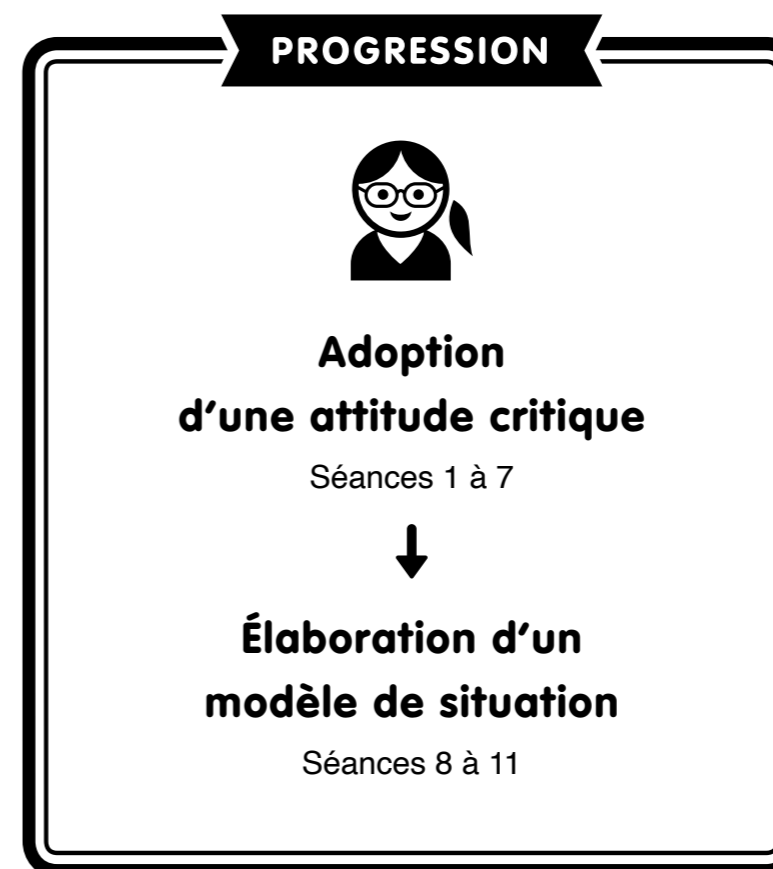 PROGRESSION
Adoption
d'une attitude critique
Séances 1 à 7
Élaboration d'un
modèle de situation
Séances 8 à 11